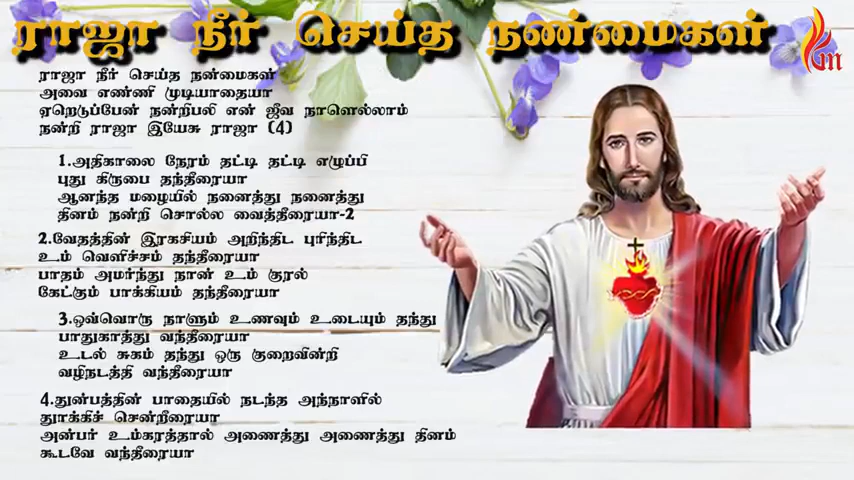 ராஜா நீர் செய்த நன்மைகள்
ராஜா நீர் செய்த நன்மைகள்
அவை எண்ணி முடியாதையா
ஏறெடுப்பேன் நன்றிபலி என் ஜீவ நாளெல்லாம்
நன்றி ராஜா இயேசு ராஜா (4)
1.அதிகாலை நேரம் தட்டி தட்டி எழுப்பி
புது கிருபை தந்தீரையா
ஆனந்த மழையில் நனைத்து நனைத்து
தினம் நன்றி சொல்ல வைத்தீரையா-2
2.வேதத்தின் இரகசியம் அறிந்திட புரிந்திட
உம் வெளிச்சம் தந்தீரையா
பாதம் அமர்ந்து நான் உம் குரல்
கேட்கும் பாக்கியம் தந்தீரையா
3.ஒவ்வொரு நாளும் உணவும் உடையும் தந்து
பாதுகாத்து வந்தீரையா
உடல் சுகம் தந்து ஒரு குறைவின்றி
வழிநடத்தி வந்தீரையா
4.துன்பத்தின் பாதையில் நடந்த அந்நாளில்
தூக்கிச் சென்றீரையா
அன்பர் உம்கரத்தால் அணைத்து அணைத்து தினம்
கூடவே வந்தீரையா